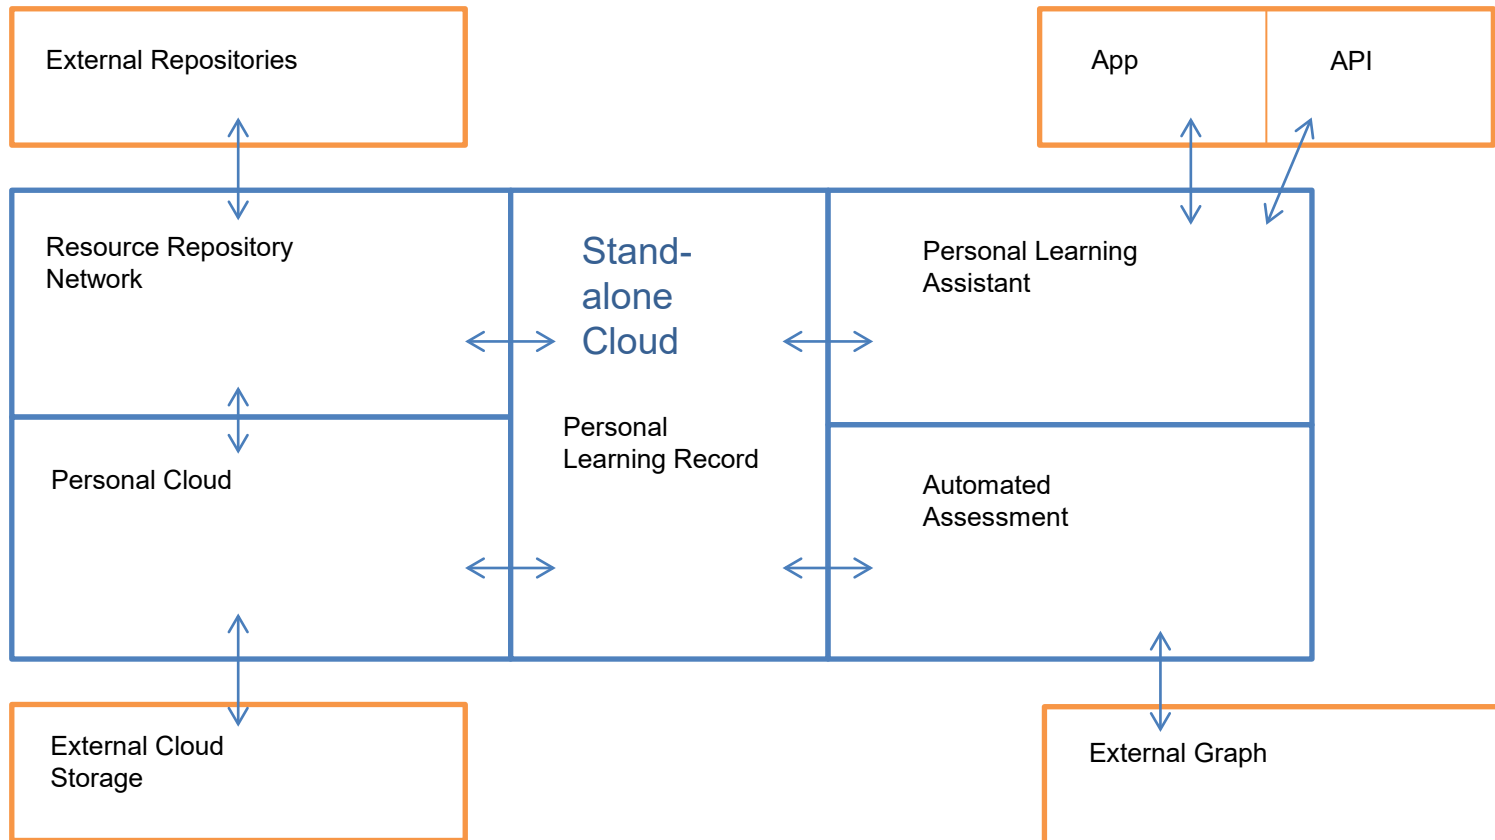 External Repositories
App
API
Resource Repository
Network
Stand-
alone
Cloud
Personal Learning
Assistant
Personal
Learning Record
Personal Cloud
Automated
Assessment
External Cloud
Storage
External Graph